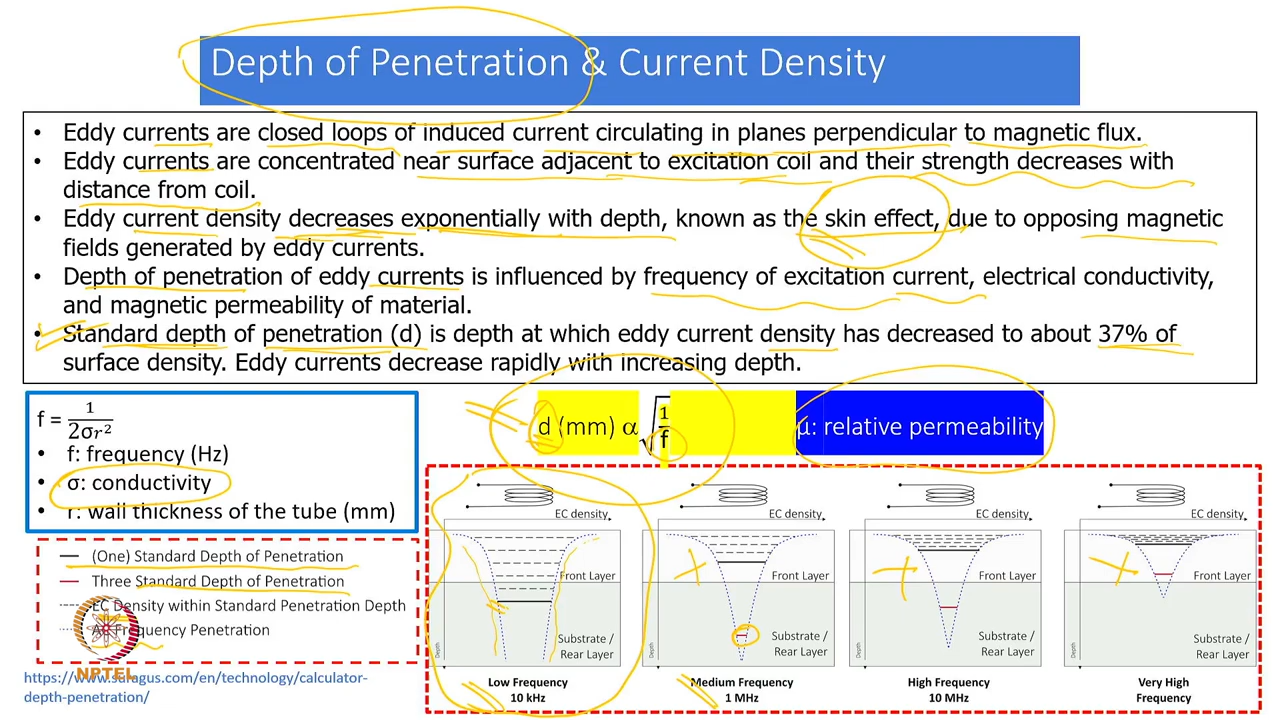 Depth of Penetration & Current Density
• Eddy currents are closed loops of induced current circulating in planes perpendicular to magnetic flux.
• Eddy currents are concentrated near surface adjacent to excitation coil and their strength decreases with
distance from coil.
• Eddy current density decreases exponentially with depth, known as the skin effect, due to opposing magnetic
fields generated by eddy currents.
• Depth of penetration of eddy currents is influenced by frequency of excitation current, electrical conductivity,
and magnetic permeability of material.
• Standard depth of penetration (d) is depth at which eddy current density has decreased to about 37% of
surface density. Eddy currents decrease rapidly with increasing depth.
f = 1/2σr²
• f: frequency (Hz)
• σ: conductivity
• r: wall thickness of the tube (mm)
d (mm) α √1/f
μ: relative permeability
(One) Standard Depth of Penetration
Three Standard Depth of Penetration
EC Density within Standard Penetration Depth
Frequency Penetration
NPTEL
https://www.suragus.com/en/technology/calculator-
depth-penetration/
EC density
Front Layer
Substrate /
Rear Layer
Depth
Low Frequency
10 kHz
EC density
Front Layer
Substrate /
Rear Layer
Depth
Medium Frequency
1 MHz
EC density
Front Layer
Substrate /
Rear Layer
Depth
High Frequency
10 MHz
EC density
Front Layer
Substrate /
Rear Layer
Depth
Very High
Frequency